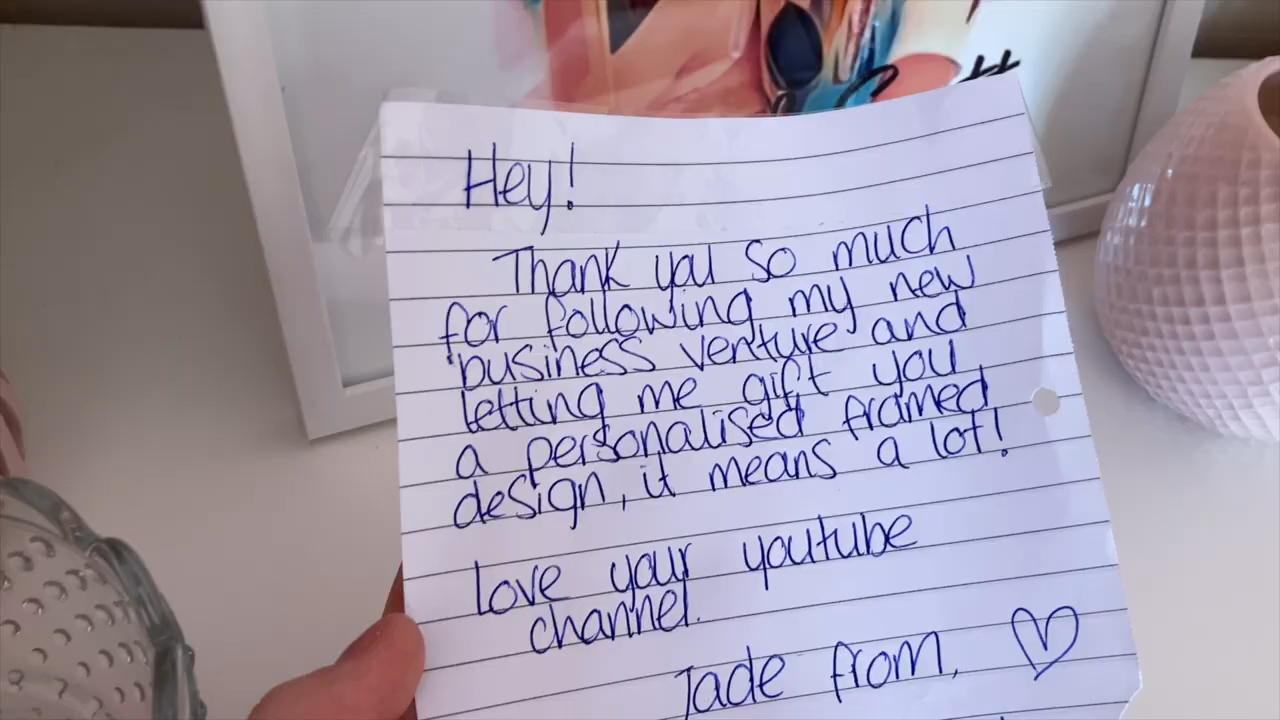 Hey!
Thank you so much
for following my new
business venture and
letting me gift you
a personalised framed
design, it means a lot!
Love your youtube
channel.
Jade from,